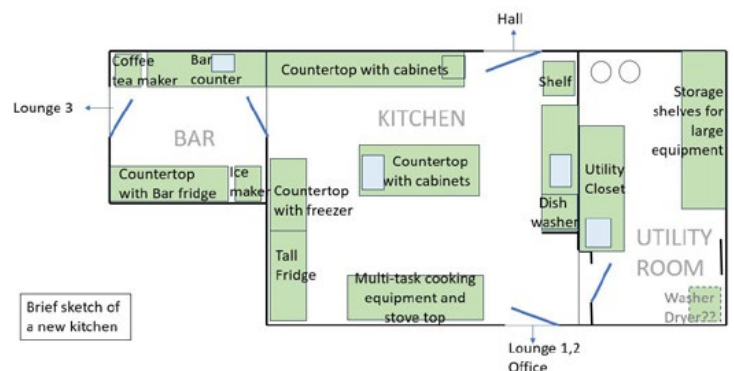 Hall
Coffee
tea maker
Bar
counter
Countertop with cabinets
Shelf
Storage
shelves for
large
equipment
Lounge 3
BAR
KITCHEN
Countertop
with Bar fridge
Ice
maker
Countertop
with freezer
Countertop
with cabinets
Utility
Closet
Dish
washer
Tall
Fridge
Multi-task cooking
equipment and
stove top
UTILITY
ROOM
Washer
Dryer??
Brief sketch of
a new kitchen
Lounge 1,2
Office